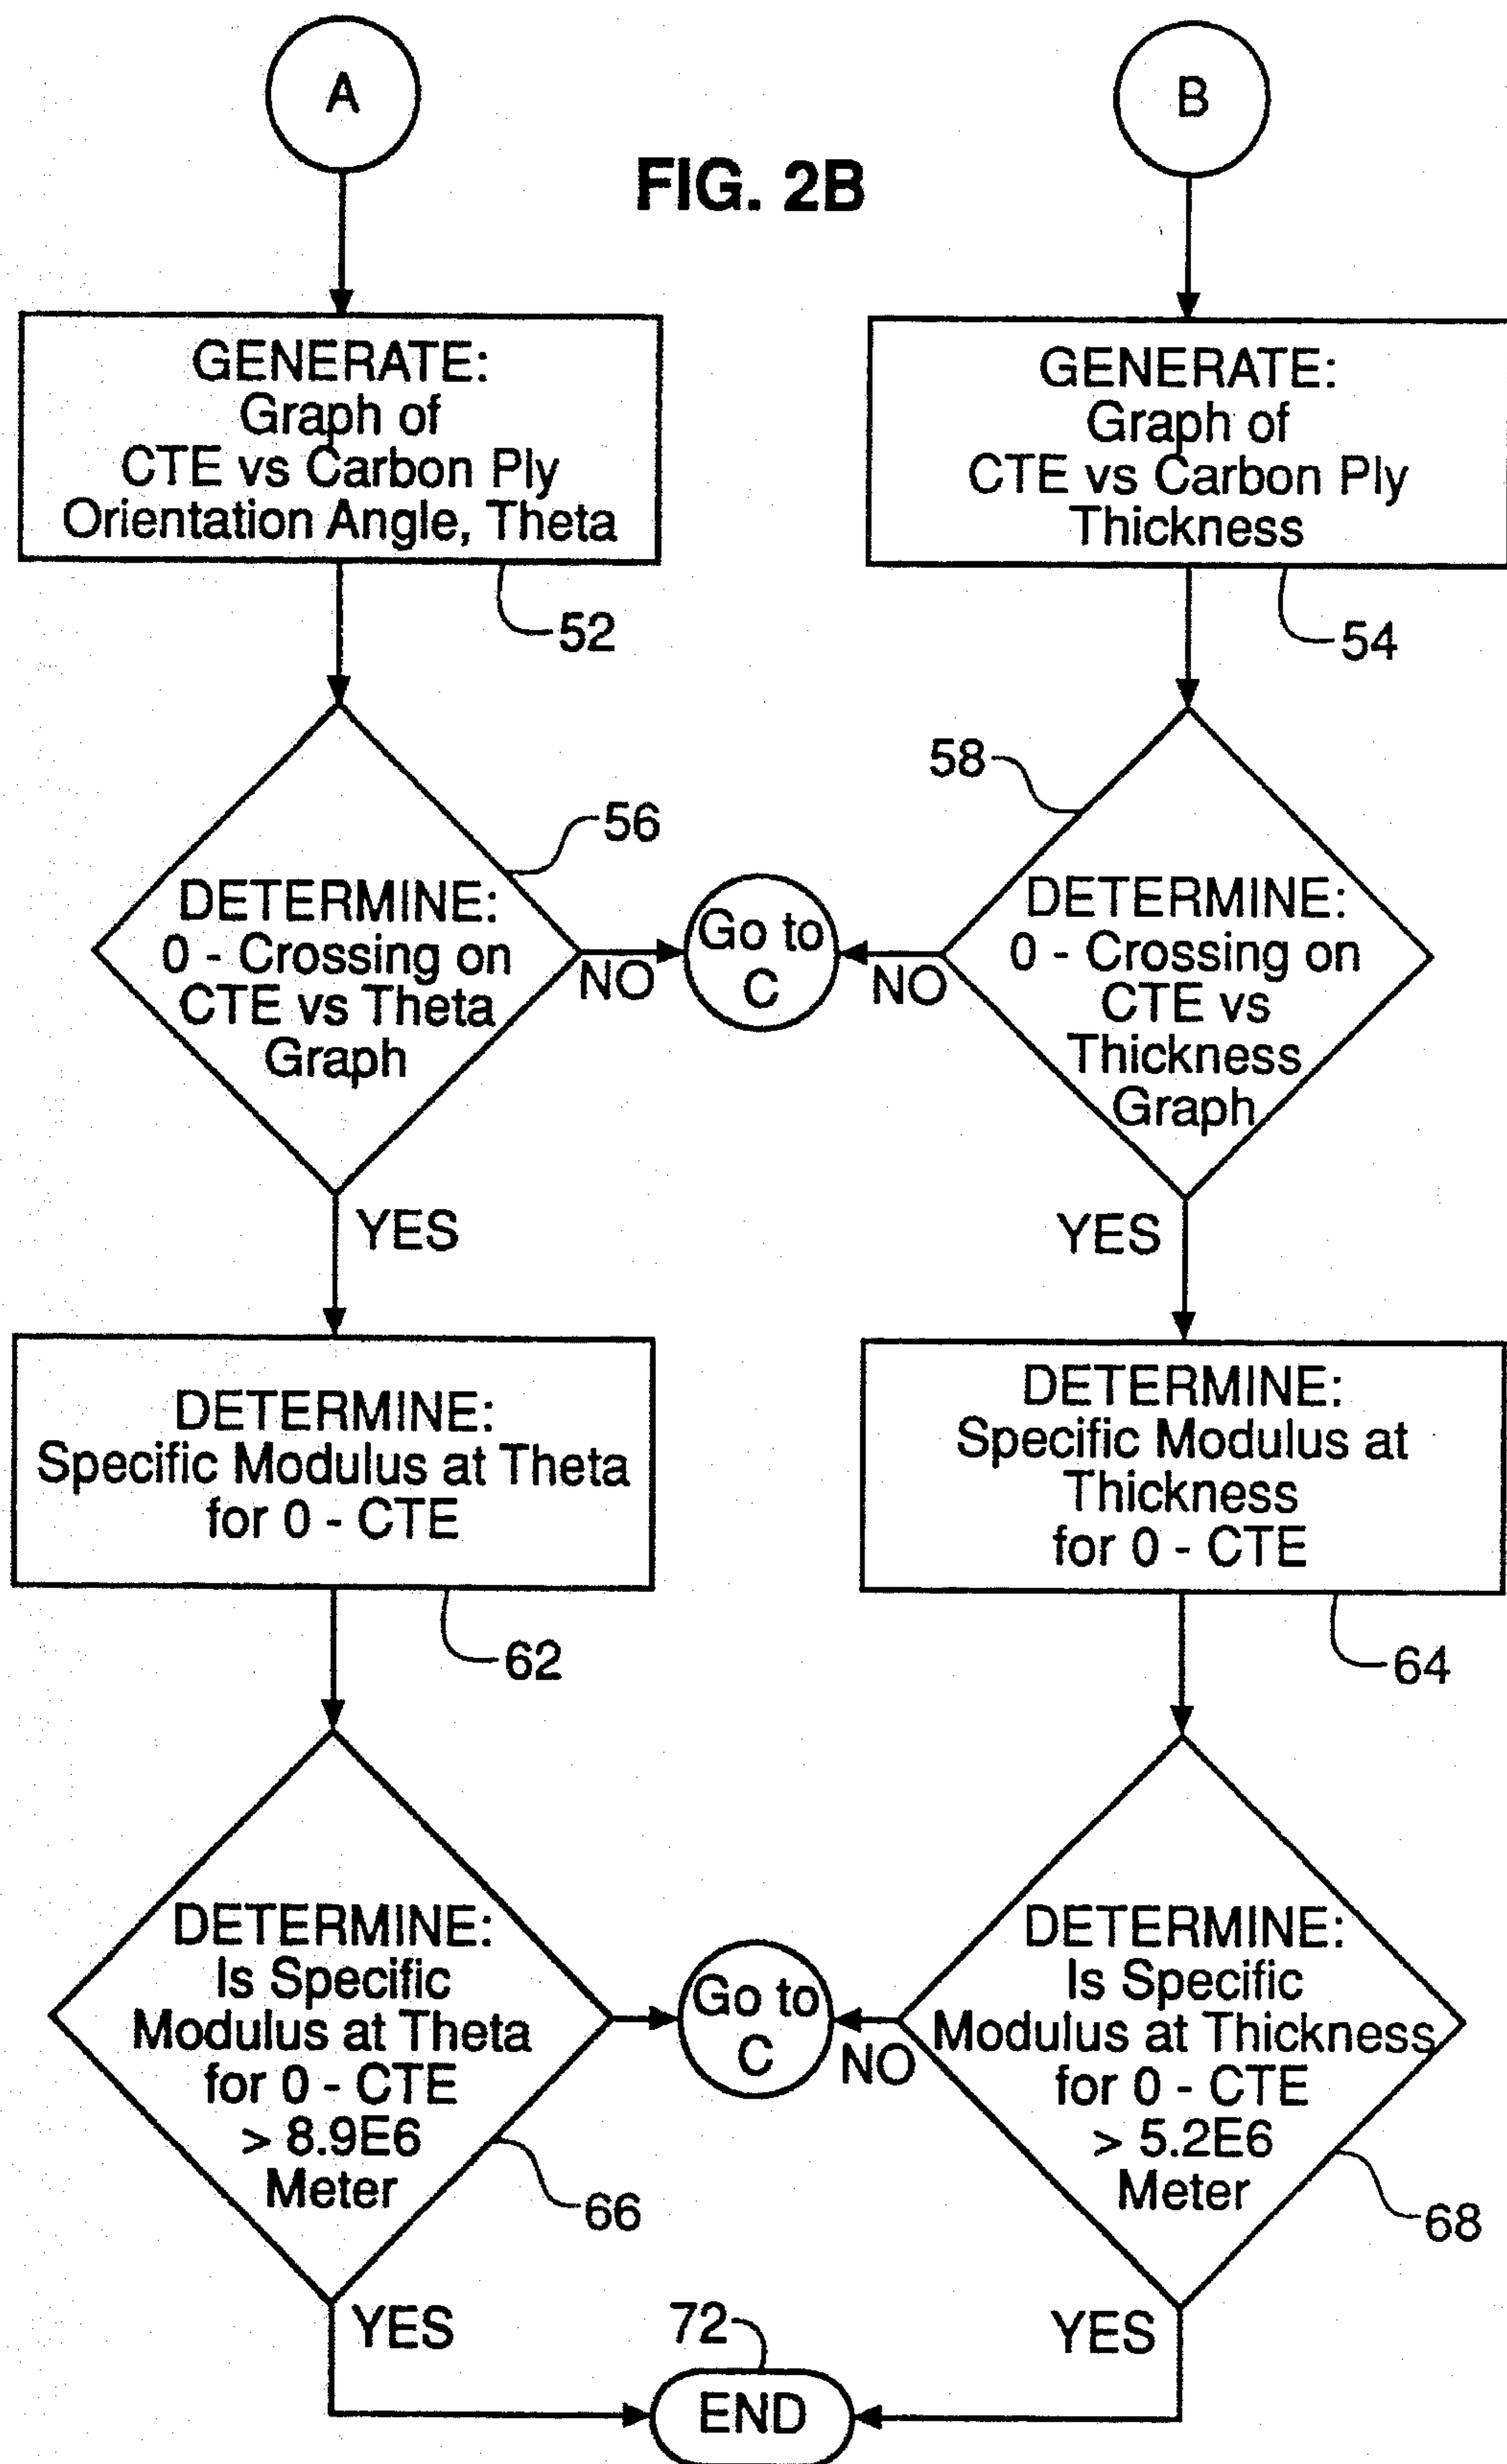 A
B
FIG. 2B
GENERATE:
Graph of
CTE vs Carbon Ply
Orientation Angle, Theta
52
GENERATE:
Graph of
CTE vs Carbon Ply
Thickness
54
DETERMINE:
0 - Crossing on
CTE vs Theta
Graph
56
NO
Go to
C
NO
58
DETERMINE:
0 - Crossing on
CTE vs
Thickness
Graph
YES
YES
DETERMINE:
Specific Modulus at Theta
for 0 - CTE
62
DETERMINE:
Specific Modulus at
Thickness
for 0 - CTE
64
DETERMINE:
Is Specific
Modulus at Theta
for 0 - CTE
> 8.9E6
Meter
66
Go to
C
NO
DETERMINE:
Is Specific
Modulus at Thickness
for 0 - CTE
> 5.2E6
Meter
68
YES
YES
72
END